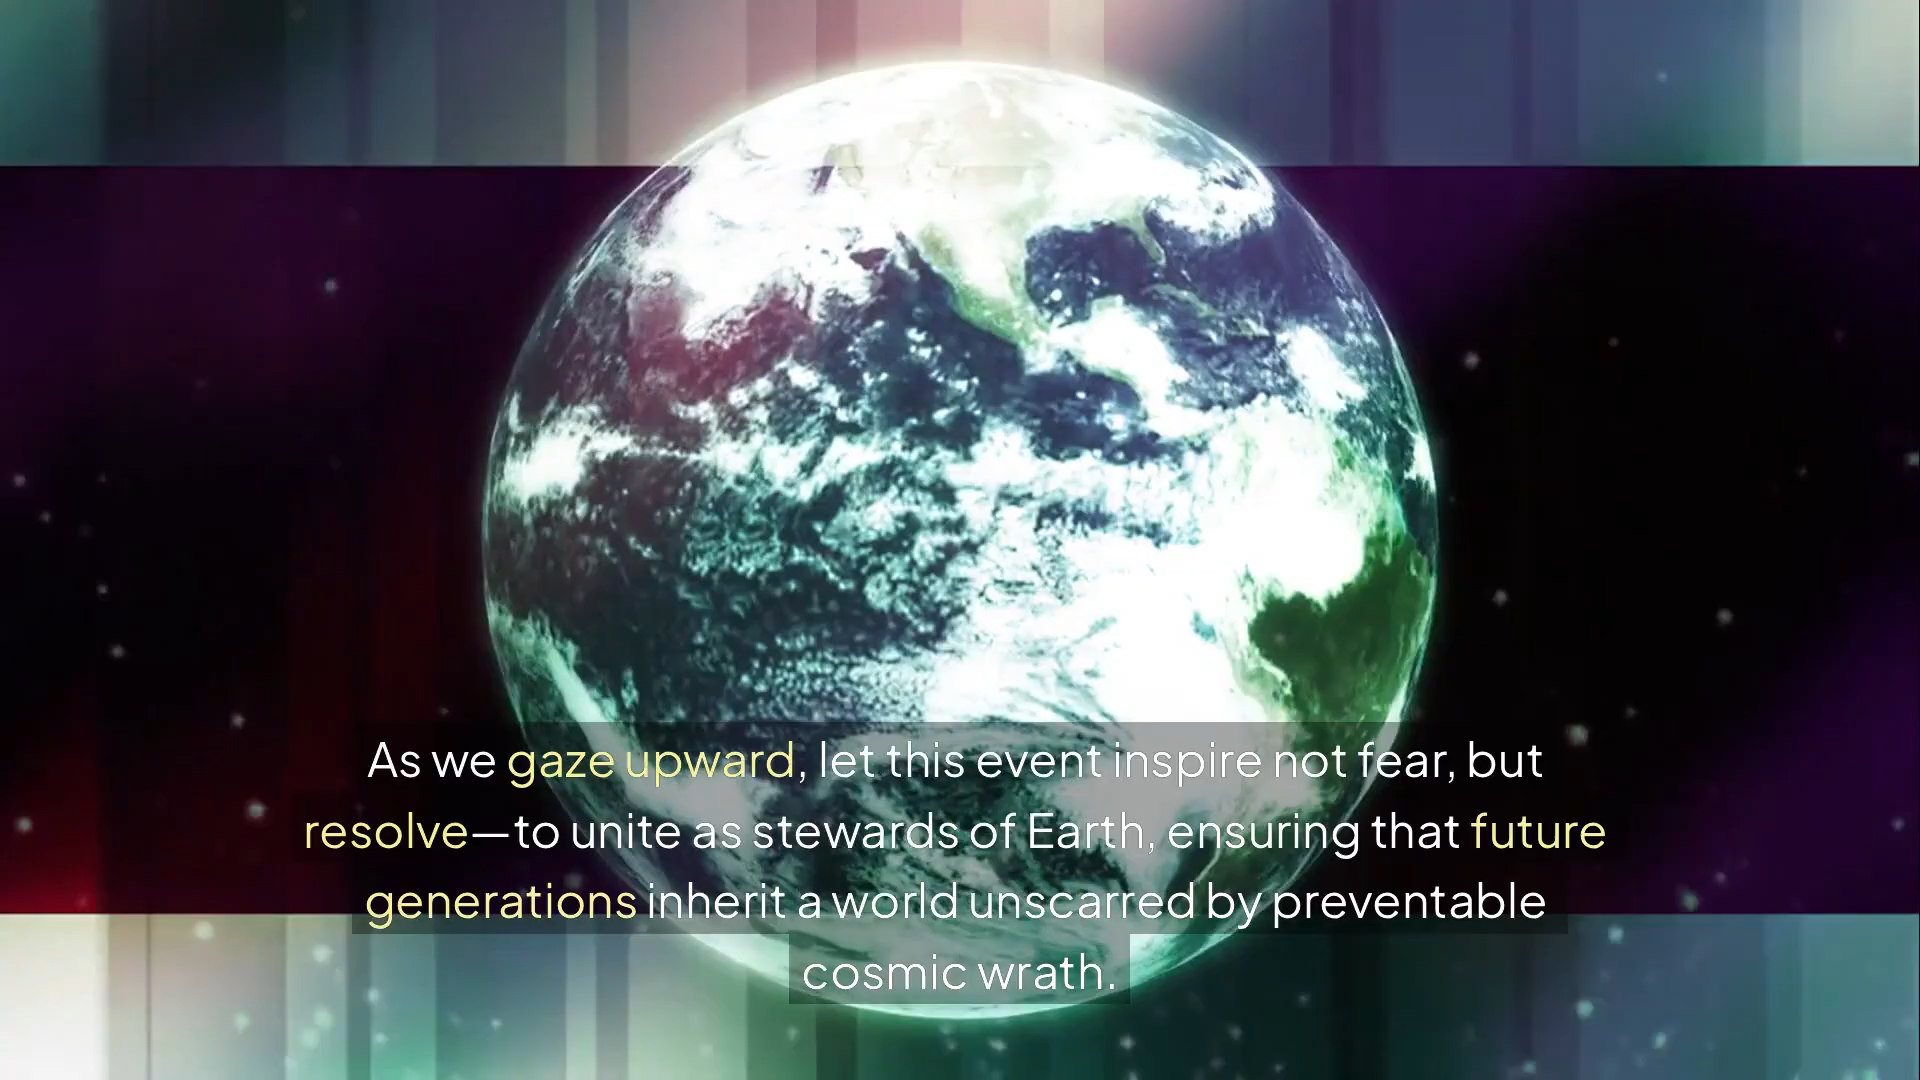 As we gaze upward, let this event inspire not fear, but
resolve—to unite as stewards of Earth, ensuring that future
generations inherit a world unscarred by preventable
cosmic wrath.